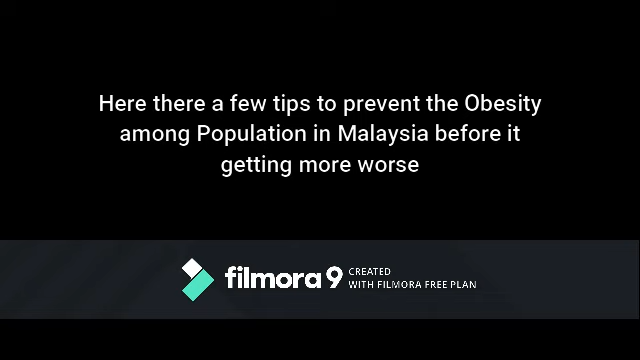 Here there a few tips to prevent the Obesity
among Population in Malaysia before it
getting more worse
filmora 9 CREATED
WITH FILMORA FREE PLAN